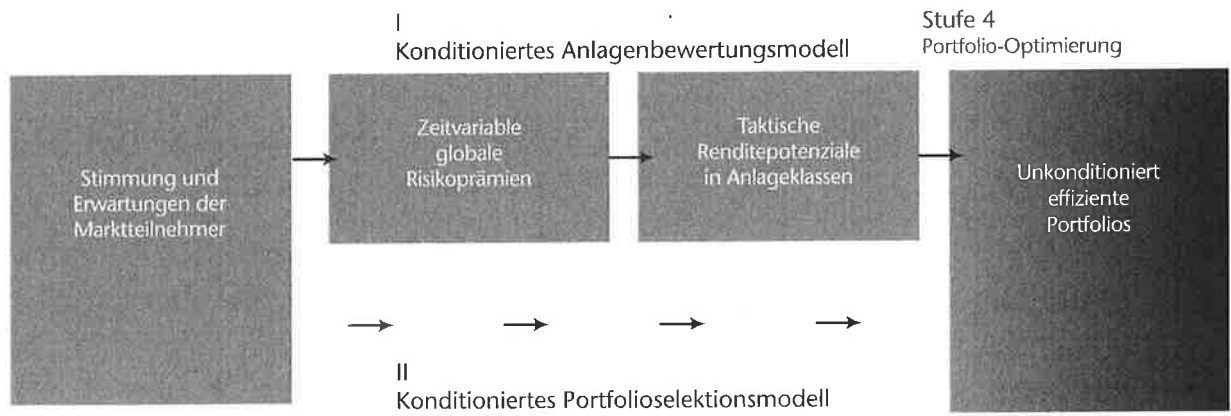 I
Konditioniertes Anlagenbewertungsmodell
Stufe 4
Portfolio-Optimierung
Stimmung und
Erwartungen der
Marktteilnehmer
Zeitvariable
globale
Risikoprämien
Taktische
Renditepotenziale
in Anlageklassen
Unkonditioniert
effiziente
Portfolios
II
Konditioniertes Portfolioselektionsmodell